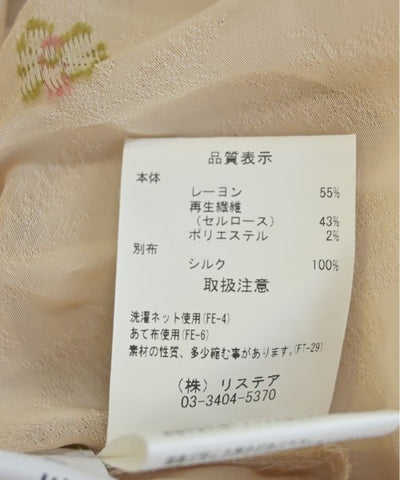 品質表示
本体
レーヨン 55%
再生繊維
(セルロース) 43%
ポリエステル 2%
別布
シルク 100%
取扱注意
洗濯ネット使用(FE-4)
あて布使用(FE-6)
素材の性質、多少縮む事があります。(FT-29)
(株) リステア
03-3404-5370